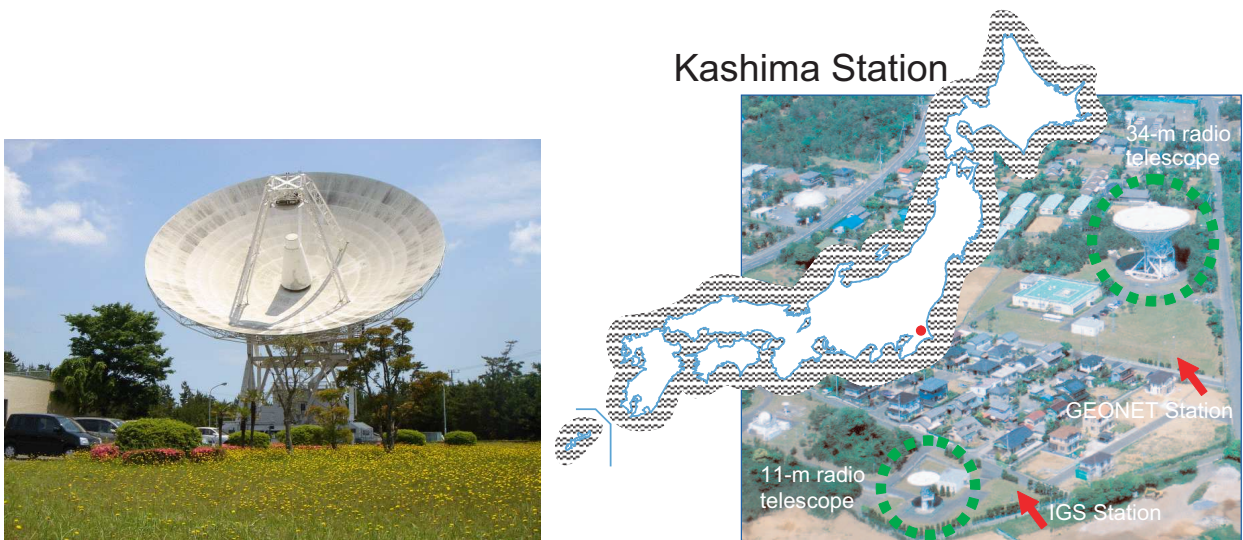 Kashima Station
34-m radio
telescope
GEONET Station
11-m radio
telescope
IGS Station